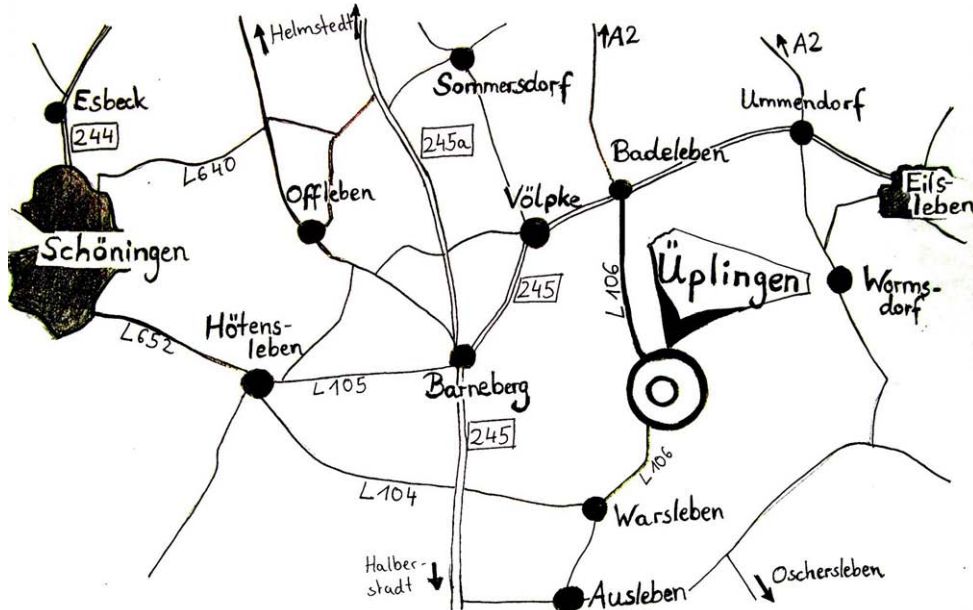 Helmstedt
A2
A2
Esbeck
244
Sommersdorf
Ummendorf
245a
Badeleben
L640
Offleben
Völpke
Eils-
leben
Schöningen
Üplingen
245
L106
Worms-
dorf
Hötens-
leben
L652
L105
Barneberg
245
L106
L104
Warsleben
Halber-
stadt
Ausleben
Oschersleben